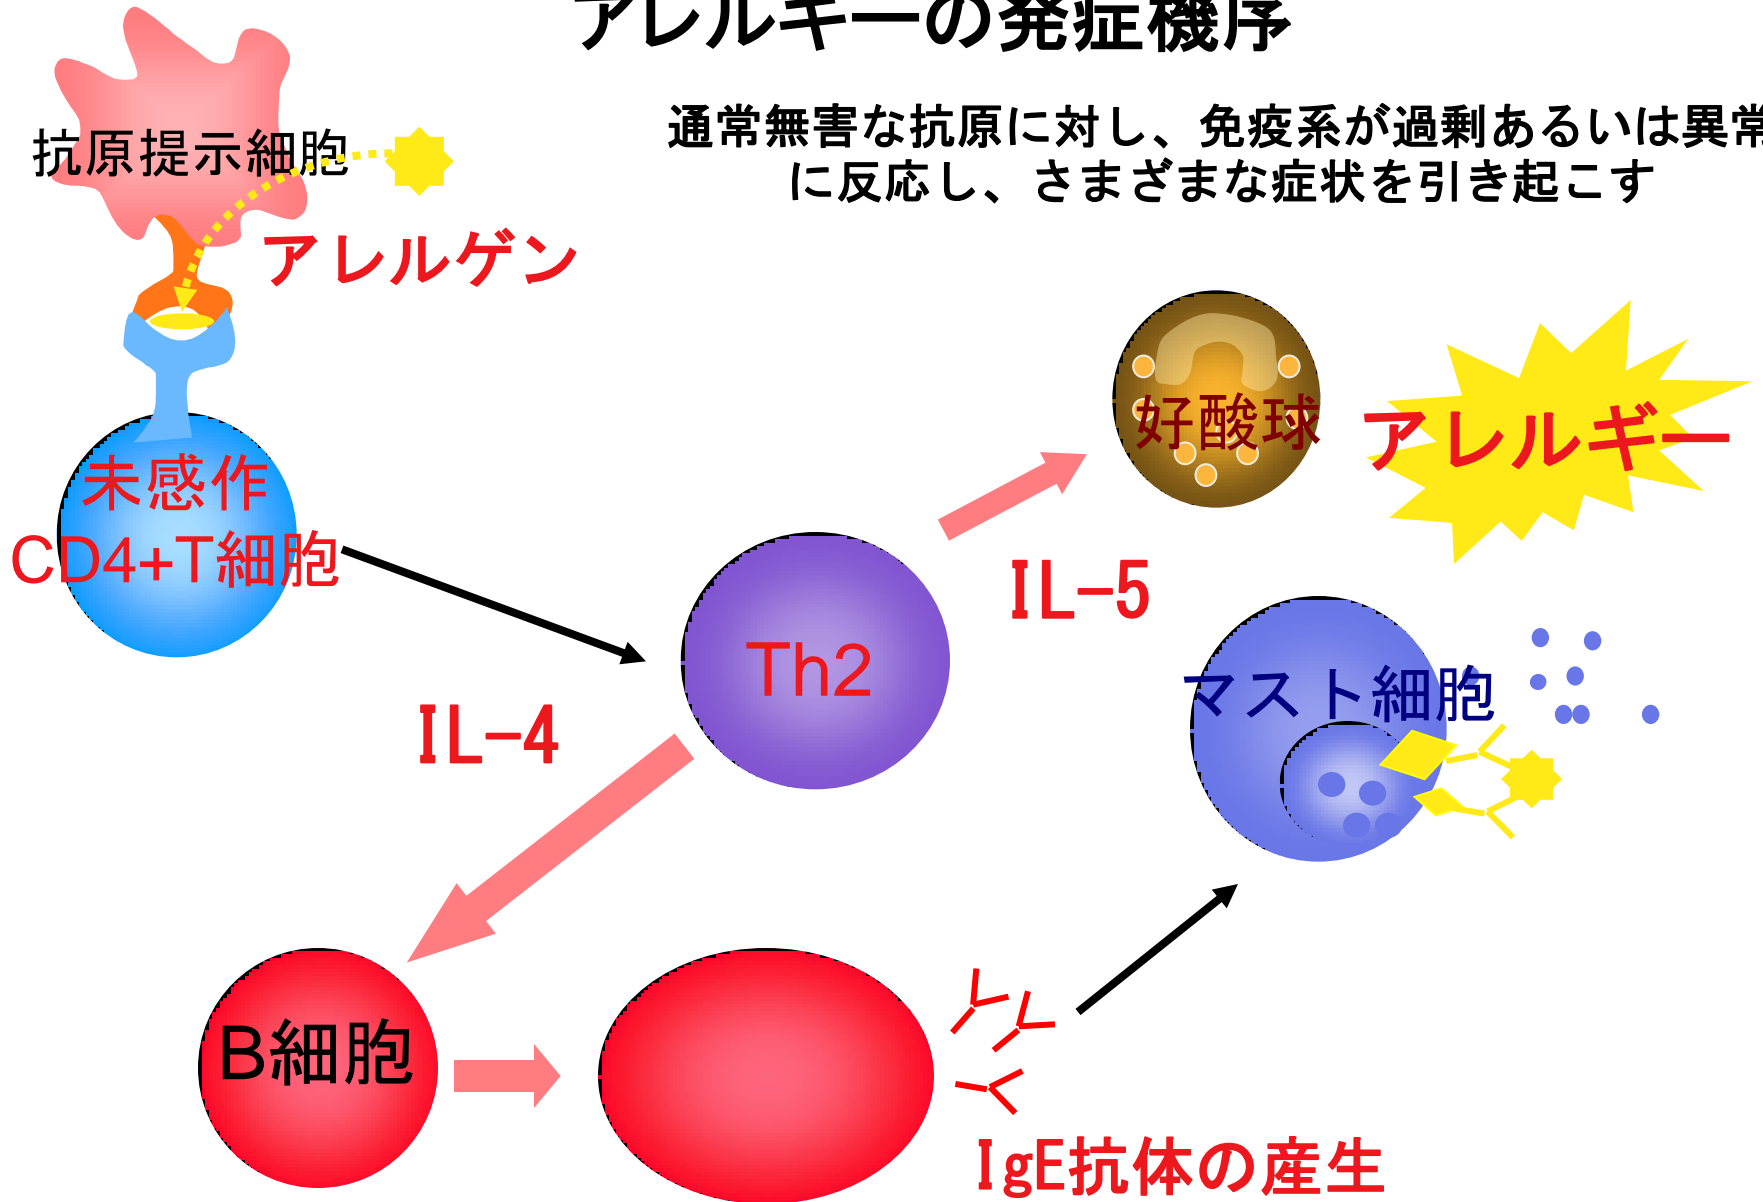 アレルギーの発症機序
通常無害な抗原に対し、免疫系が過剰あるいは異常
に反応し、さまざまな症状を引き起こす
抗原提示細胞
アレルゲン
好酸球
アレルギー
未感作
CD4+T細胞
IL-5
Th2
マスト細胞
IL-4
B細胞
IgE抗体の産生